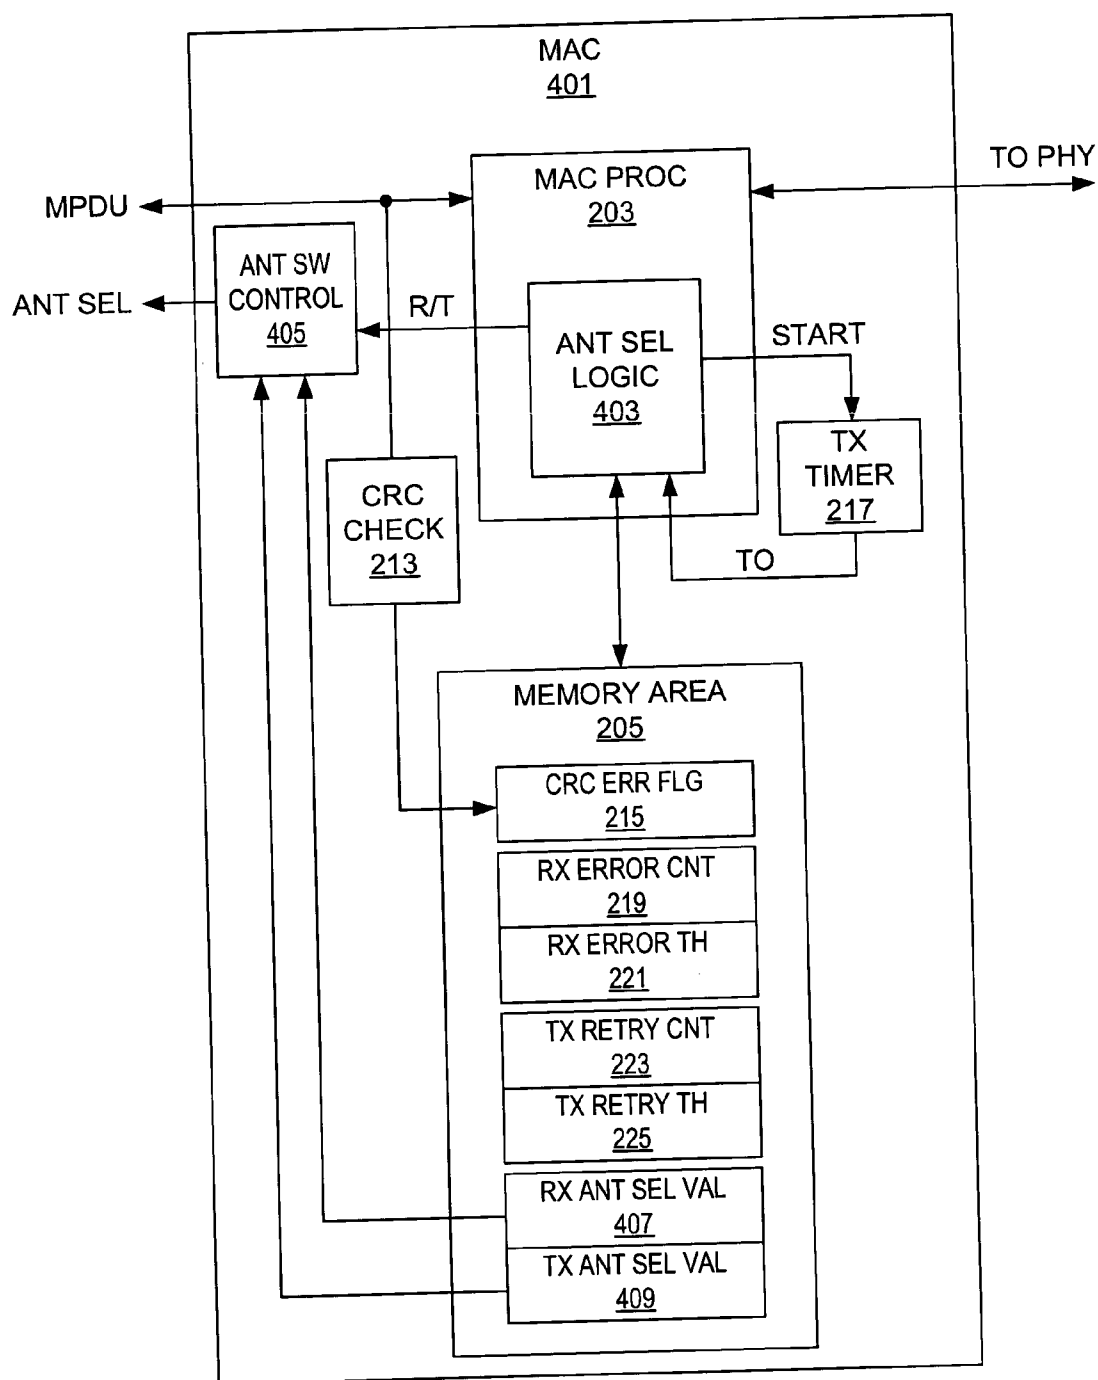 MAC
401
TO PHY
MAC PROC
203
MPDU
ANT SW
CONTROL
405
ANT SEL
R/T
ANT SEL
LOGIC
403
START
TX
TIMER
217
CRC
CHECK
213
TO
MEMORY AREA
205
CRC ERR FLG
215
RX ERROR CNT
219
RX ERROR TH
221
TX RETRY CNT
223
TX RETRY TH
225
RX ANT SEL VAL
407
TX ANT SEL VAL
409